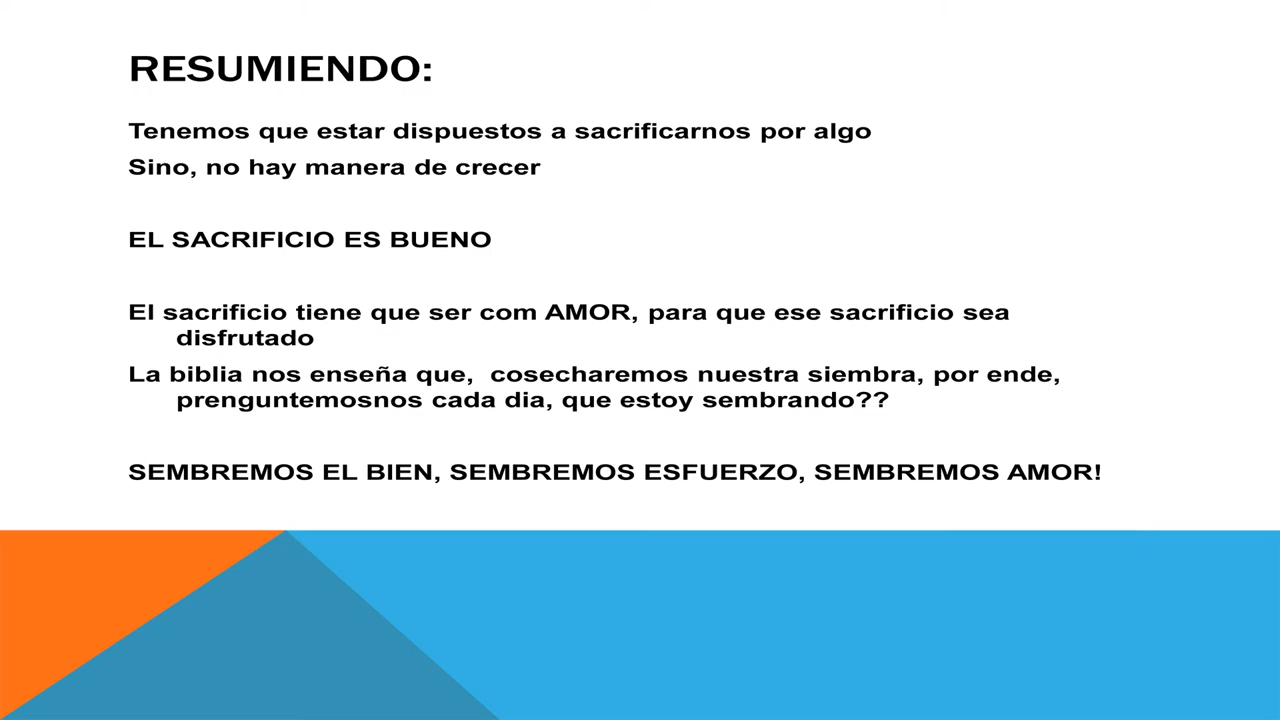 RESUMIENDO:
Tenemos que estar dispuestos a sacrificarnos por algo
Sino, no hay manera de crecer
EL SACRIFICIO ES BUENO
El sacrificio tiene que ser com AMOR, para que ese sacrificio sea
disfrutado
La biblia nos enseña que,  cosecharemos nuestra siembra, por ende,
prenguntemosnos cada dia, que estoy sembrando??
SEMBREMOS EL BIEN, SEMBREMOS ESFUERZO, SEMBREMOS AMOR!